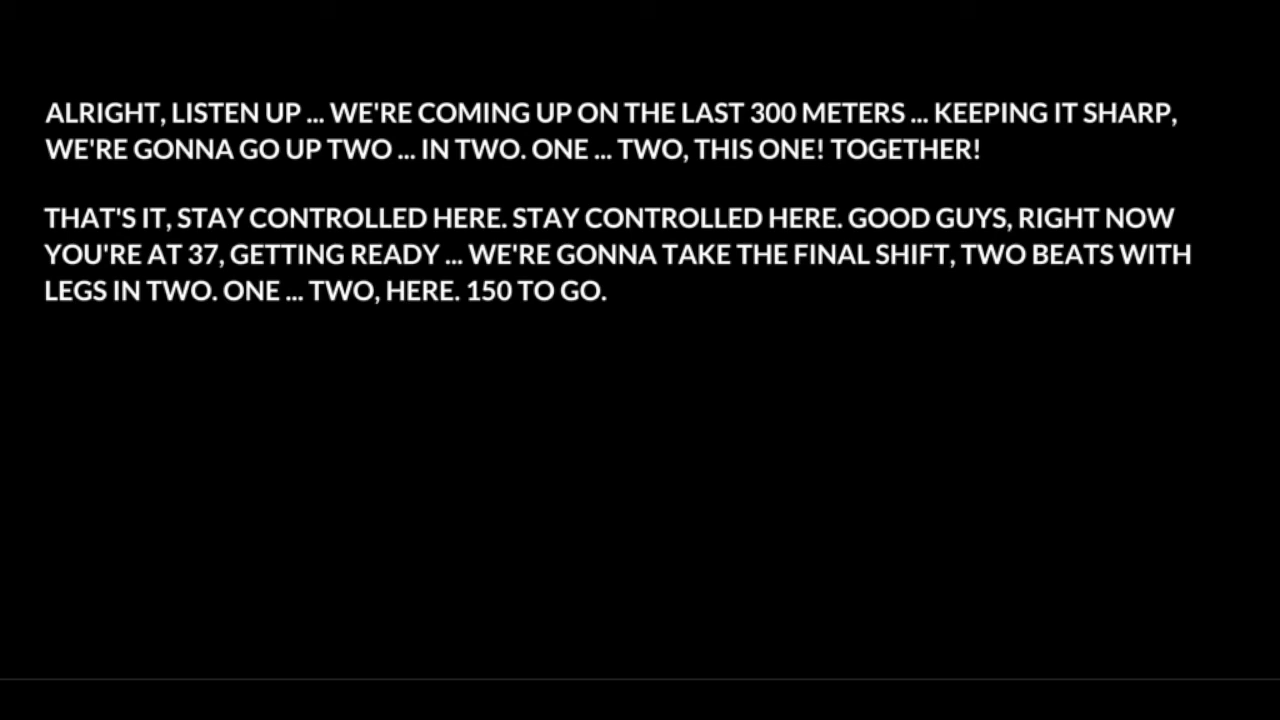 ALRIGHT, LISTEN UP ... WE'RE COMING UP ON THE LAST 300 METERS ... KEEPING IT SHARP,
WE'RE GONNA GO UP TWO ... IN TWO. ONE ... TWO, THIS ONE! TOGETHER!
THAT'S IT, STAY CONTROLLED HERE. STAY CONTROLLED HERE. GOOD GUYS, RIGHT NOW
YOU'RE AT 37, GETTING READY ... WE'RE GONNA TAKE THE FINAL SHIFT, TWO BEATS WITH
LEGS IN TWO. ONE ... TWO, HERE. 150 TO GO.